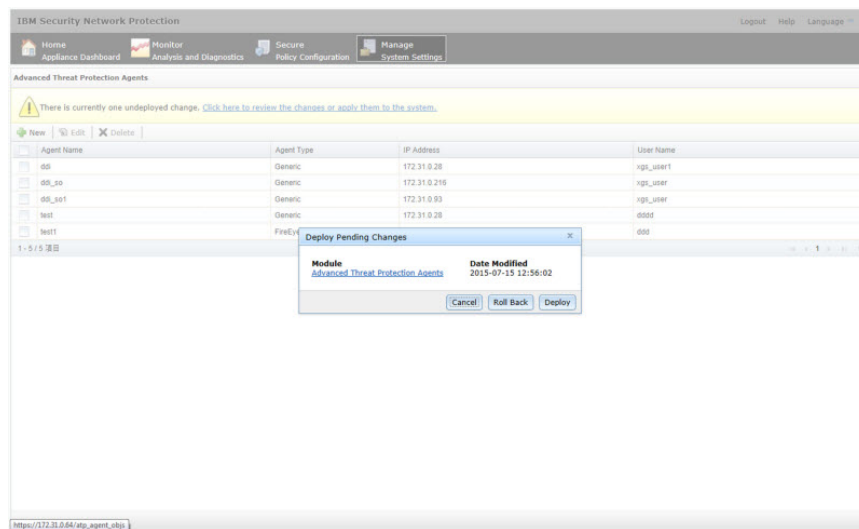 IBM Security Network Protection
Logout Help Language
Home
Appliance Dashboard
Monitor
Analysis and Diagnostics
Secure
Policy Configuration
Manage
System Settings
Advanced Threat Protection Agents
There is currently one undeployed change. Click here to review the changes or apply them to the system.
New Edit Delete
Agent Name Agent Type IP Address User Name
ddi Generic 172.31.0.28 xgs_user1
ddi_so Generic 172.31.0.216 xgs_user
ddi_so1 Generic 172.31.0.93 xgs_user
test Generic 172.31.0.28 dddd
test1 FireEye ddd
1 - 5 / 5 項目 1
Deploy Pending Changes
Module Date Modified
Advanced Threat Protection Agents 2015-07-15 12:56:02
Cancel Roll Back Deploy
https://172.31.0.64/atp_agent_objs